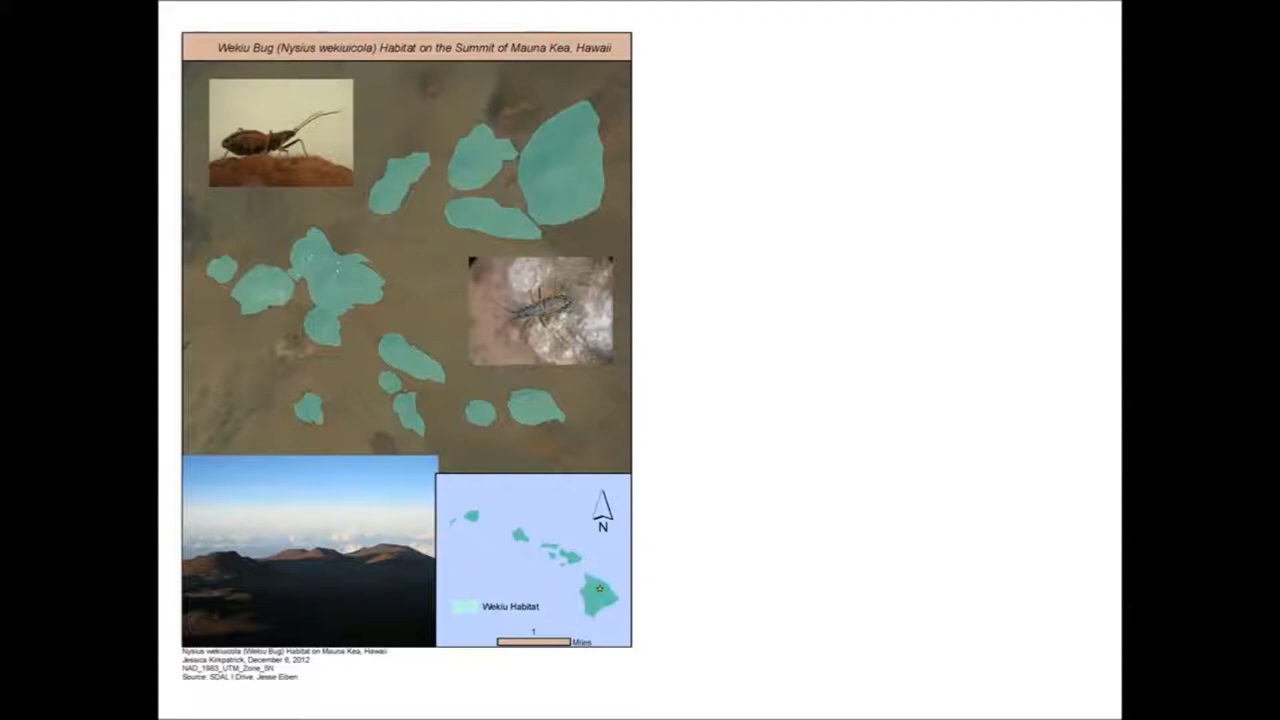 Wekiu Bug (Nysius wekiuicola) Habitat on the Summit of Mauna Kea, Hawaii
N
Wekiu Habitat
1
Miles
Nysius wekiuicola (Wekiu Bug) Habitat on Mauna Kea, Hawaii
Jessica Kirkpatrick, December 6, 2012
NAD_1983_UTM_Zone_5N
Source: SDAL I Drive, Jesse Eiben